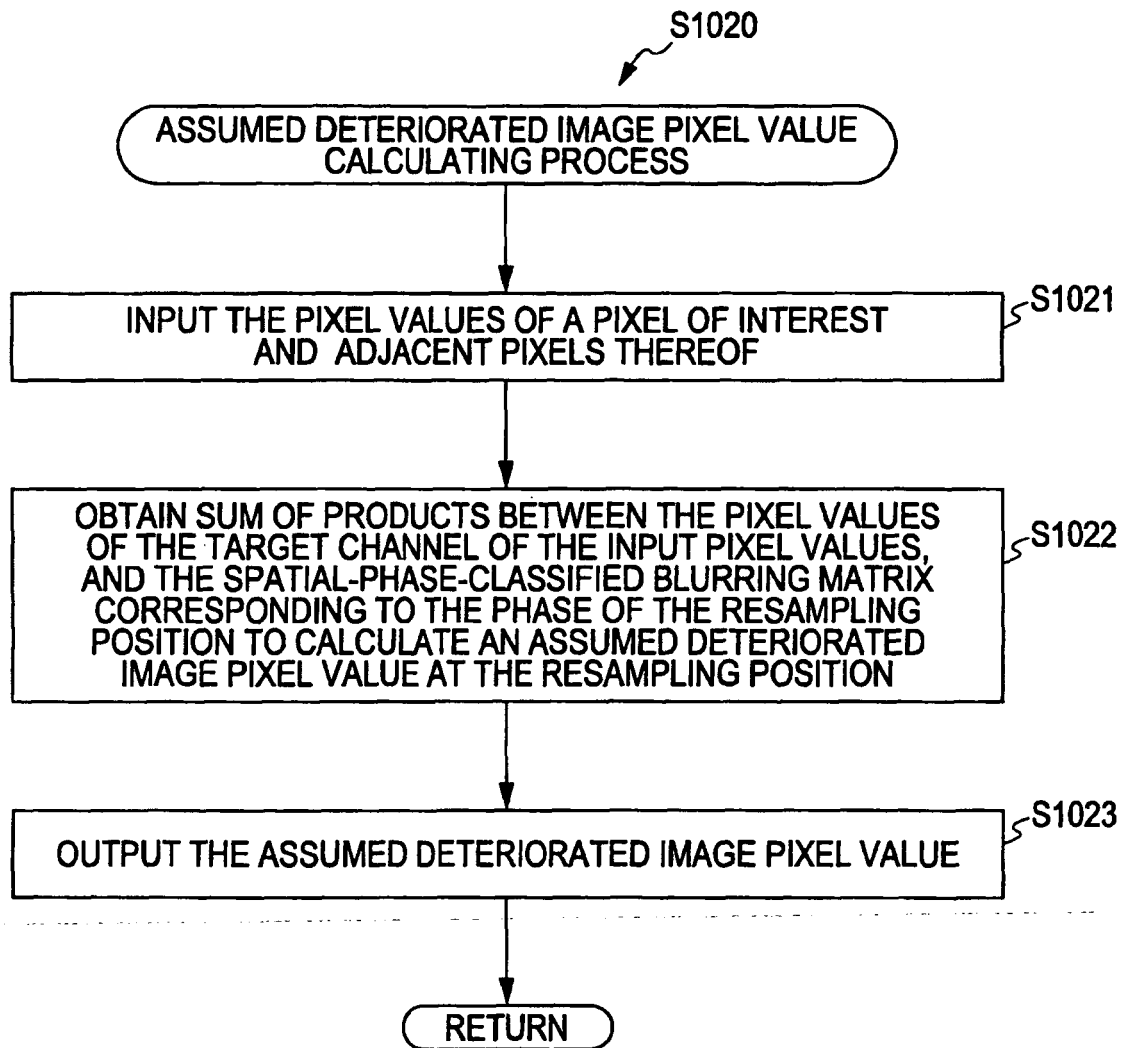 S1020
ASSUMED DETERIORATED IMAGE PIXEL VALUE
CALCULATING PROCESS
INPUT THE PIXEL VALUES OF A PIXEL OF INTEREST
AND ADJACENT PIXELS THEREOF
S1021
OBTAIN SUM OF PRODUCTS BETWEEN THE PIXEL VALUES
OF THE TARGET CHANNEL OF THE INPUT PIXEL VALUES,
AND THE SPATIAL-PHASE-CLASSIFIED BLURRING MATRIX
CORRESPONDING TO THE PHASE OF THE RESAMPLING
POSITION TO CALCULATE AN ASSUMED DETERIORATED
IMAGE PIXEL VALUE AT THE RESAMPLING POSITION
S1022
OUTPUT THE ASSUMED DETERIORATED IMAGE PIXEL VALUE
S1023
RETURN